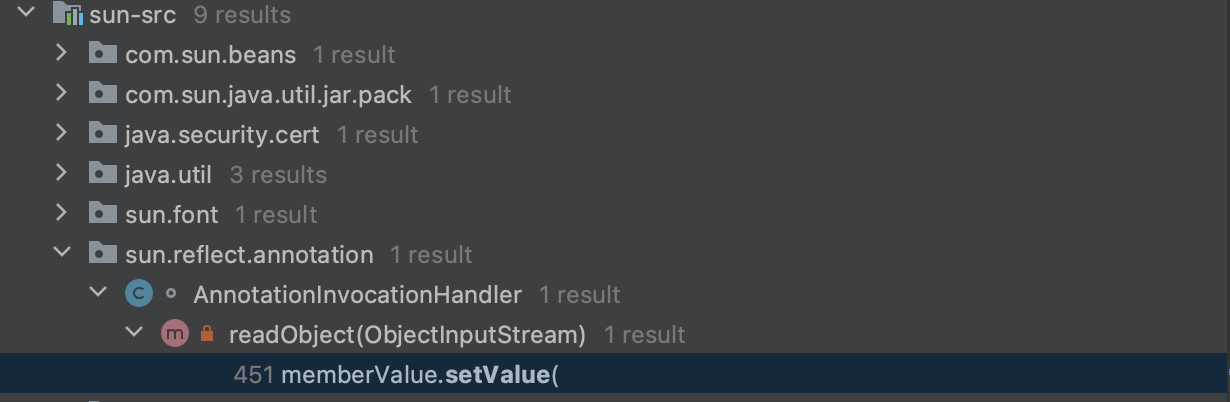 sun-src 9 results
com.sun.beans 1 result
com.sun.java.util.jar.pack 1 result
java.security.cert 1 result
java.util 3 results
sun.font 1 result
sun.reflect.annotation 1 result
C AnnotationInvocationHandler 1 result
m readObject(ObjectInputStream) 1 result
451 memberValue.setValue(